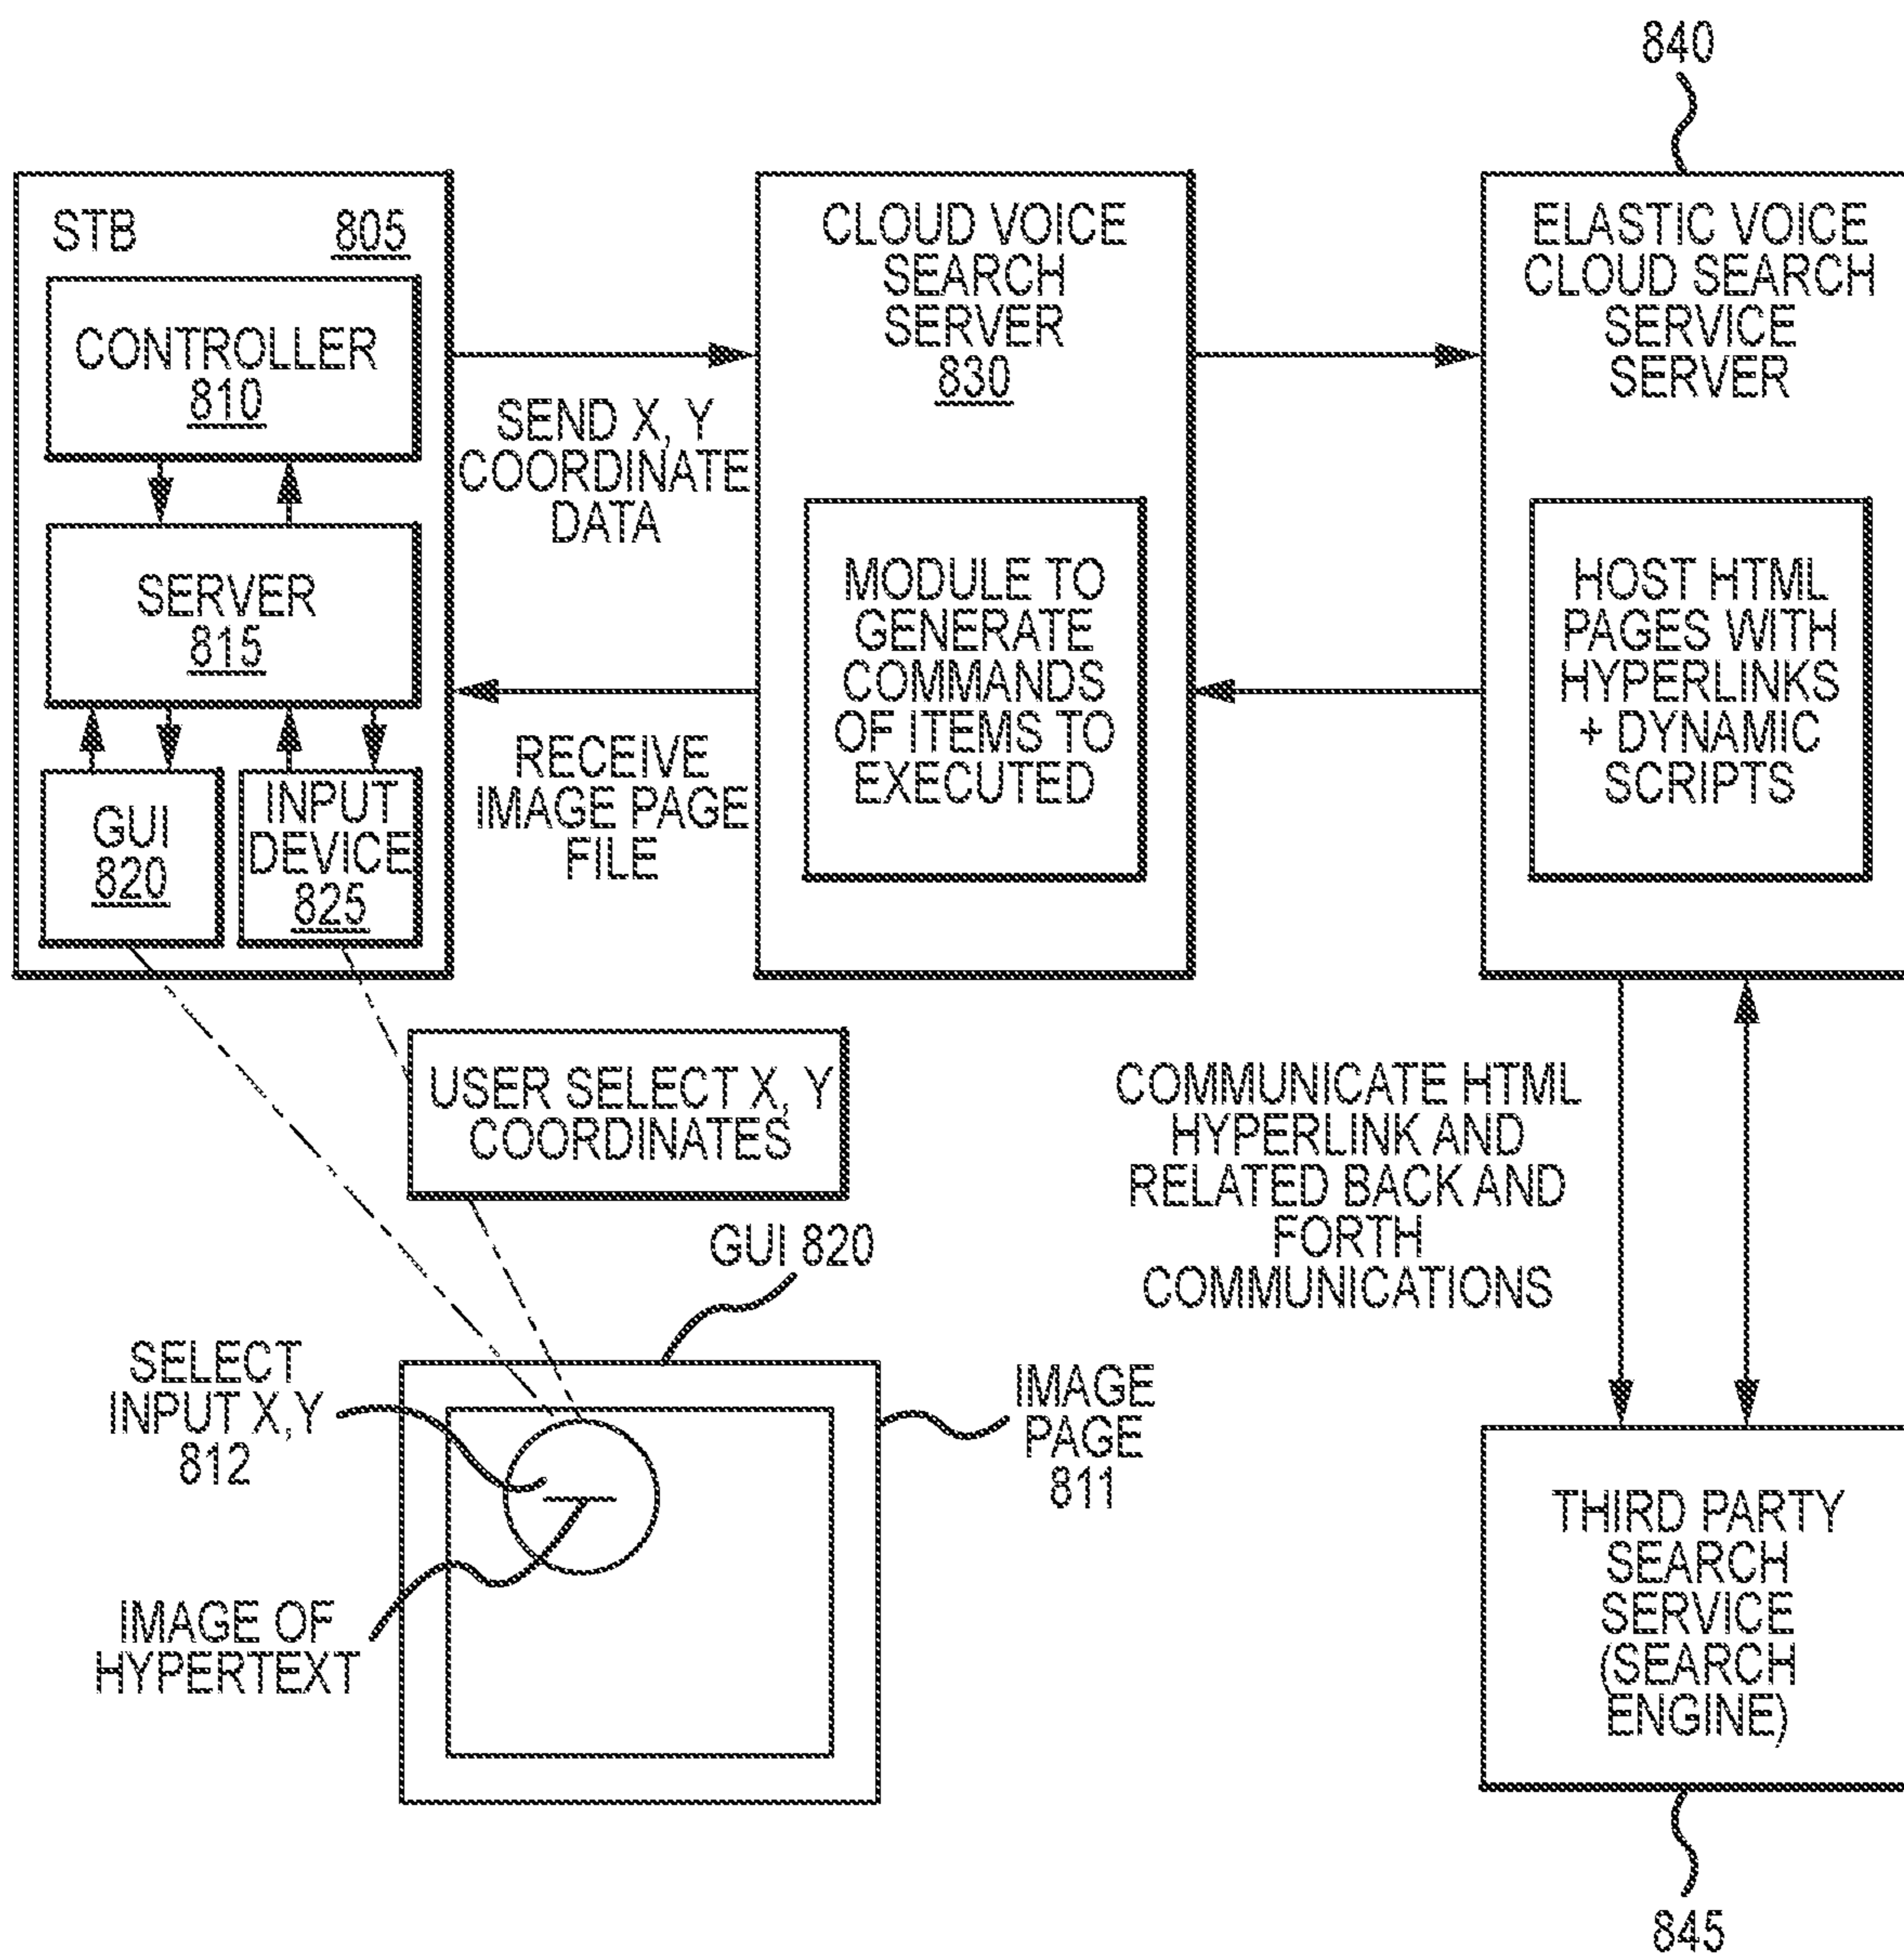 840
STB 805
CONTROLLER
810
SERVER
815
GUI
820
INPUT
DEVICE
825
SEND X, Y
COORDINATE
DATA
RECEIVE
IMAGE PAGE
FILE
CLOUD VOICE
SEARCH
SERVER
830
MODULE TO
GENERATE
COMMANDS
OF ITEMS TO
EXECUTED
ELASTIC VOICE
CLOUD SEARCH
SERVICE
SERVER
HOST HTML
PAGES WITH
HYPERLINKS
+ DYNAMIC
SCRIPTS
USER SELECT X, Y
COORDINATES
COMMUNICATE HTML
HYPERLINK AND
RELATED BACK AND
FORTH
COMMUNICATIONS
GUI 820
SELECT
INPUT X,Y
812
IMAGE
PAGE
811
IMAGE OF
HYPERTEXT
THIRD PARTY
SEARCH
SERVICE
(SEARCH
ENGINE)
845